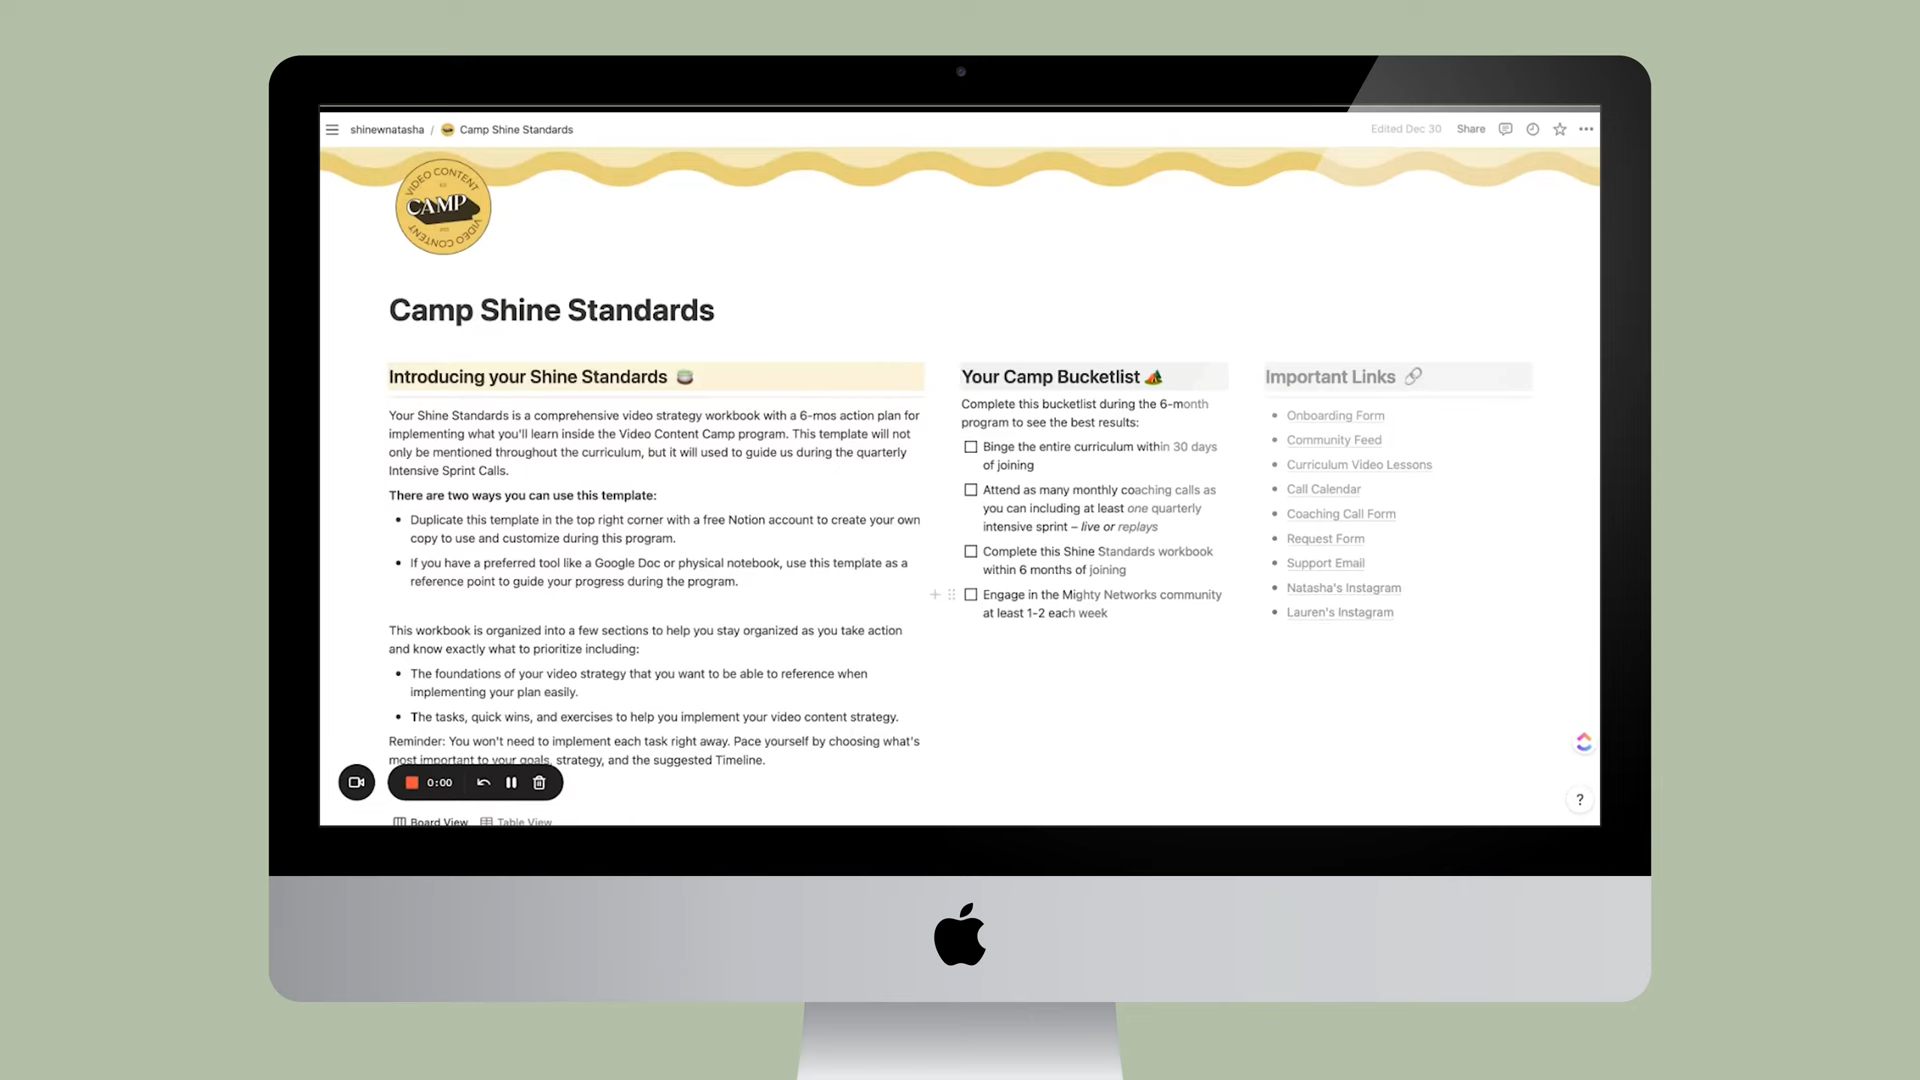 shinewnatasha / Camp Shine Standards
Edited Dec 30 Share
VIDEO CONTENT
CAMP
VIDEO CONTENT
Camp Shine Standards
Introducing your Shine Standards
Your Shine Standards is a comprehensive video strategy workbook with a 6-mos action plan for
implementing what you'll learn inside the Video Content Camp program. This template will not
only be mentioned throughout the curriculum, but it will used to guide us during the quarterly
Intensive Sprint Calls.
There are two ways you can use this template:
• Duplicate this template in the top right corner with a free Notion account to create your own
copy to use and customize during this program.
• If you have a preferred tool like a Google Doc or physical notebook, use this template as a
reference point to guide your progress during the program.
This workbook is organized into a few sections to help you stay organized as you take action
and know exactly what to prioritize including:
• The foundations of your video strategy that you want to be able to reference when
implementing your plan easily.
• The tasks, quick wins, and exercises to help you implement your video content strategy.
Reminder: You won't need to implement each task right away. Pace yourself by choosing what's
most important to your goals, strategy, and the suggested Timeline.
0:00
Board View Table View
Your Camp Bucketlist
Complete this bucketlist during the 6-month
program to see the best results:
Binge the entire curriculum within 30 days
of joining
Attend as many monthly coaching calls as
you can including at least one quarterly
intensive sprint – live or replays
Complete this Shine Standards workbook
within 6 months of joining
Engage in the Mighty Networks community
at least 1-2 each week
Important Links
• Onboarding Form
• Community Feed
• Curriculum Video Lessons
• Call Calendar
• Coaching Call Form
• Request Form
• Support Email
• Natasha's Instagram
• Lauren's Instagram
?